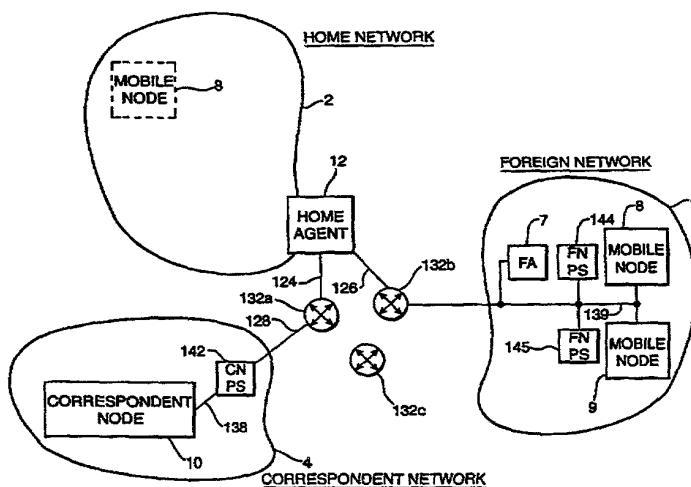 HOME NETWORK
MOBILE
NODE
8
2
12
HOME
AGENT
FOREIGN NETWORK
7
144
8
FA
FN
PS
MOBILE
NODE
124
126
132b
132a
128
139
142
CN
PS
145
FN
PS
MOBILE
NODE
132c
9
CORRESPONDENT
NODE
138
10
4
CORRESPONDENT NETWORK